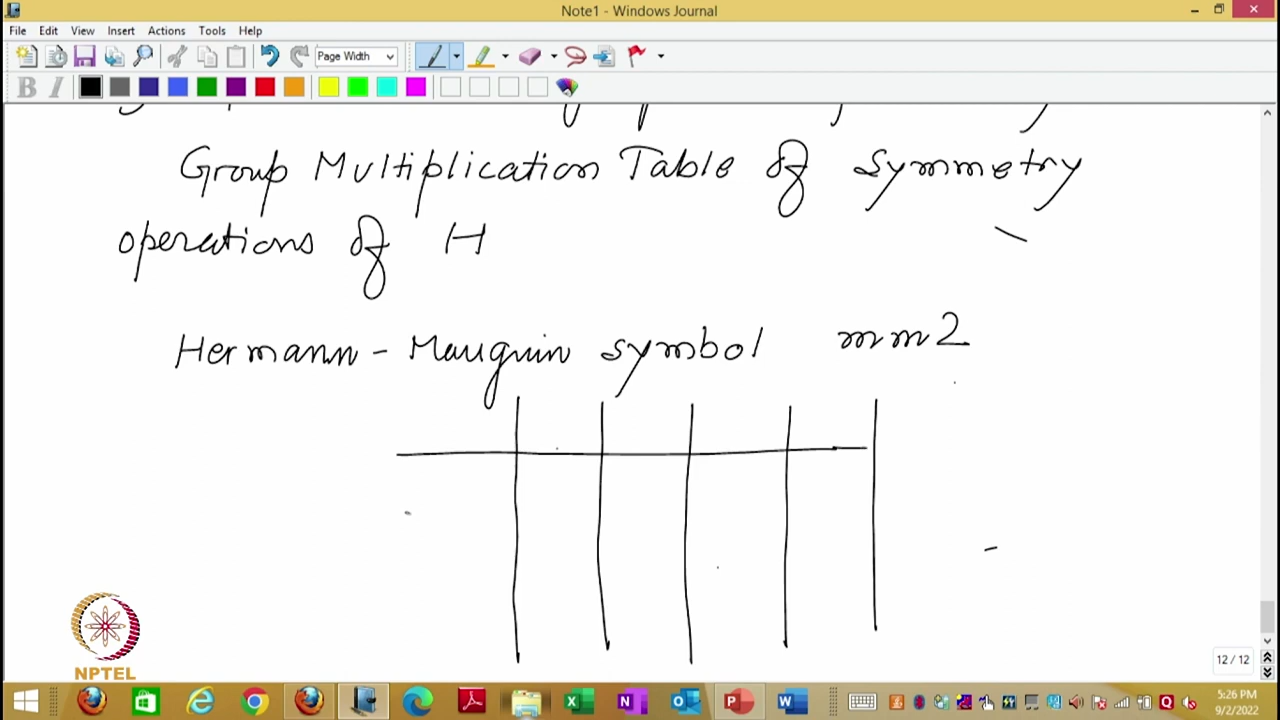 Note1 - Windows Journal
File Edit View Insert Actions Tools Help
Page Width
B I
Group Multiplication Table of Symmetry
operations of H
Hermann - Mauguin symbol mm2
NPTEL
12 / 12
5:26 PM
9/2/2022